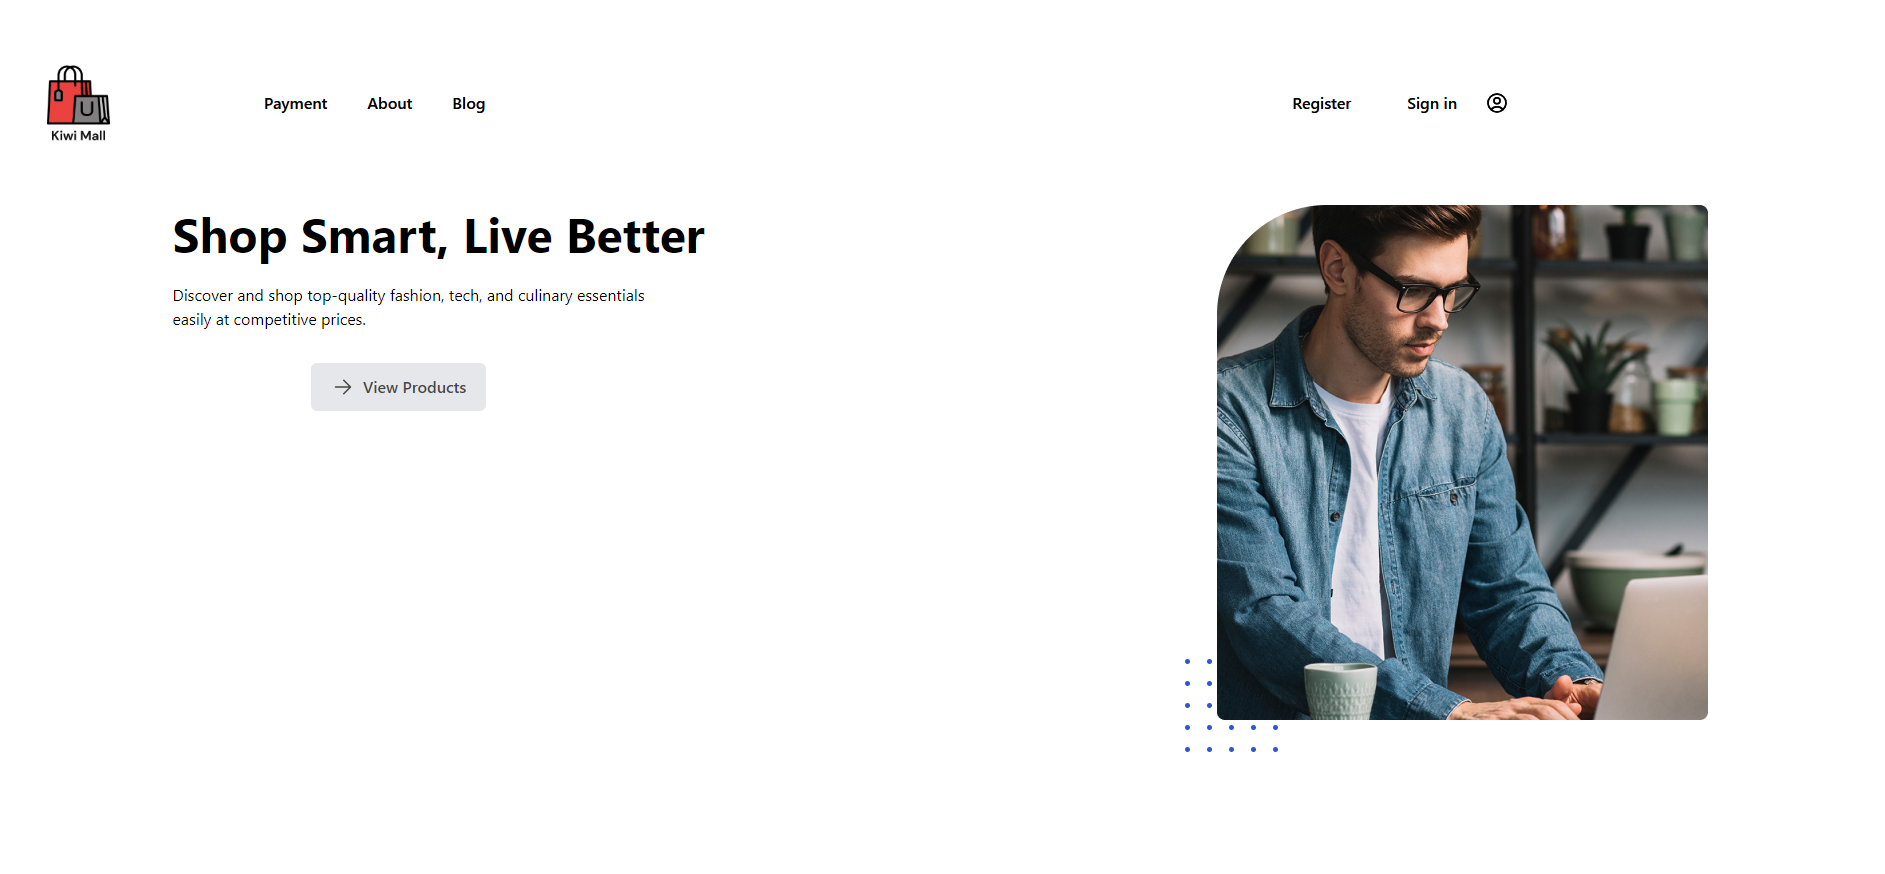 Kiwi Mall
Payment
About
Blog
Register
Sign in
Shop Smart, Live Better
Discover and shop top-quality fashion, tech, and culinary essentials
easily at competitive prices.
View Products